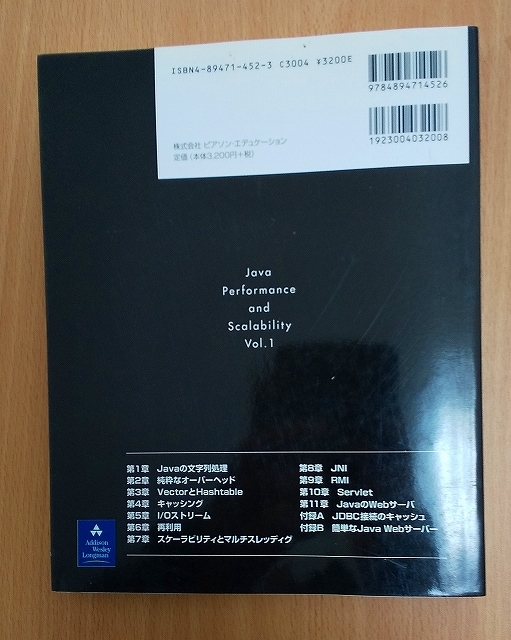 ISBN4-89471-452-3 C3004 ¥3200E
9784894714526
1923004032008
株式会社 ピアソン・エデュケーション
定価(本体3,200円+税)
Java
Performance
and
Scalability
Vol.1
第1章 Javaの文字列処理
第2章 純粋なオーバーヘッド
第3章 VectorとHashtable
第4章 キャッシング
第5章 I/Oストリーム
第6章 再利用
第7章 スケーラビリティとマルチスレッディグ
第8章 JNI
第9章 RMI
第10章 Servlet
第11章 JavaのWebサーバ
付録A JDBC接続のキャッシュ
付録B 簡単なJava Webサーバー
Addison
Wesley
Longman